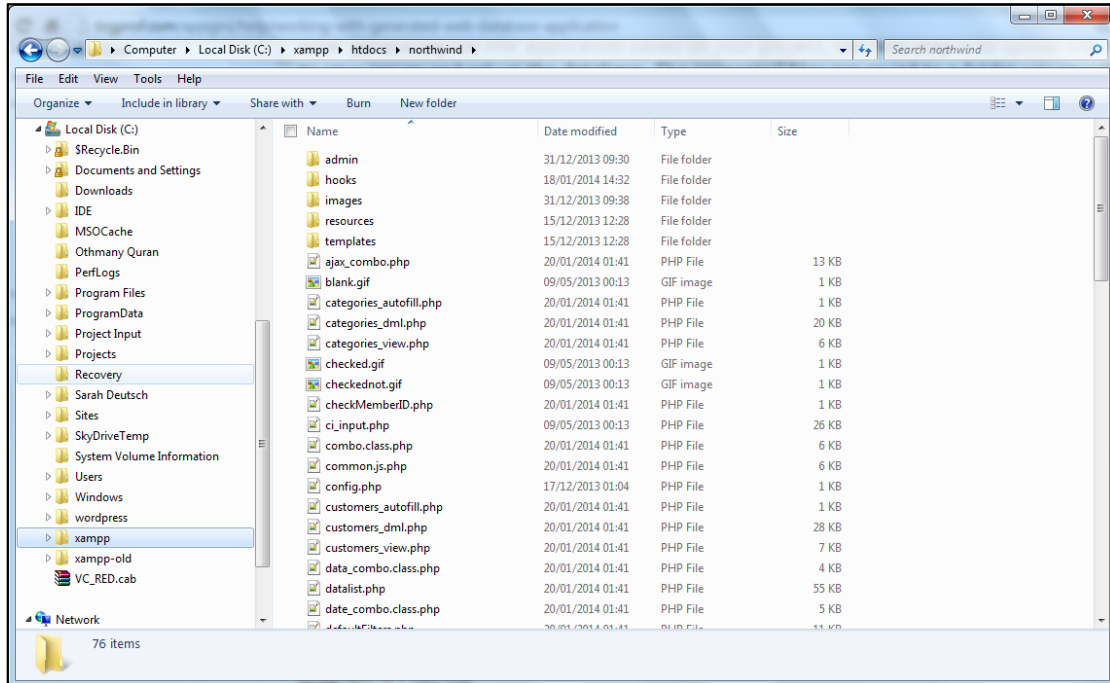 Computer Local Disk (C:) xampp htdocs northwind
Search northwind
File Edit View Tools Help
Organize Include in library Share with Burn New folder
Local Disk (C:)
$Recycle.Bin
Documents and Settings
Downloads
IDE
MSOCache
Othmany Quran
PerfLogs
Program Files
ProgramData
Project Input
Projects
Recovery
Sarah Deutsch
Sites
SkyDriveTemp
System Volume Information
Users
Windows
wordpress
xampp
xampp-old
VC_RED.cab
Network
Name Date modified Type Size
admin 31/12/2013 09:30 File folder
hooks 18/01/2014 14:32 File folder
images 31/12/2013 09:38 File folder
resources 15/12/2013 12:28 File folder
templates 15/12/2013 12:28 File folder
ajax_combo.php 20/01/2014 01:41 PHP File 13 KB
blank.gif 09/05/2013 00:13 GIF image 1 KB
categories_autofill.php 20/01/2014 01:41 PHP File 1 KB
categories_dml.php 20/01/2014 01:41 PHP File 20 KB
categories_view.php 20/01/2014 01:41 PHP File 6 KB
checked.gif 09/05/2013 00:13 GIF image 1 KB
checkednot.gif 09/05/2013 00:13 GIF image 1 KB
checkMemberID.php 20/01/2014 01:41 PHP File 1 KB
ci_input.php 09/05/2013 00:13 PHP File 26 KB
combo.class.php 20/01/2014 01:41 PHP File 6 KB
common.js.php 20/01/2014 01:41 PHP File 6 KB
config.php 17/12/2013 01:04 PHP File 1 KB
customers_autofill.php 20/01/2014 01:41 PHP File 1 KB
customers_dml.php 20/01/2014 01:41 PHP File 28 KB
customers_view.php 20/01/2014 01:41 PHP File 7 KB
data_combo.class.php 20/01/2014 01:41 PHP File 4 KB
datalist.php 20/01/2014 01:41 PHP File 55 KB
date_combo.class.php 20/01/2014 01:41 PHP File 5 KB
defaultFilters.php 20/01/2014 01:41 PHP File 11 KB
76 items